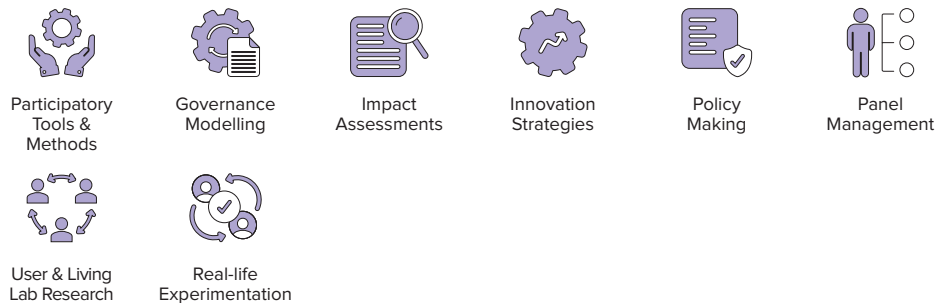 Participatory
Tools &
Methods
Governance
Modelling
Impact
Assessments
Innovation
Strategies
Policy
Making
Panel
Management
User & Living
Lab Research
Real-life
Experimentation